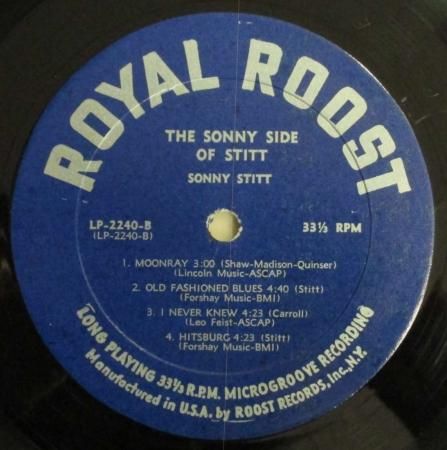 ROYAL ROOST
THE SONNY SIDE
OF STITT
SONNY STITT
LP-2240-B
(LP-2240-B)
33⅓ RPM
1. MOONRAY 3:00 (Shaw-Madison-Quinser)
(Lincoln Music-ASCAP)
2. OLD FASHIONED BLUES 4:40 (Stitt)
(Forshay Music-BMI)
3. I NEVER KNEW 4:23 (Carroll)
(Leo Feist-ASCAP)
4. HITSBURG 4:23 (Stitt)
(Forshay Music-BMI)
LONG PLAYING 33⅓ R.P.M. MICROGROOVE RECORDING
Manufactured in U.S.A. by ROOST RECORDS, Inc., N.Y.